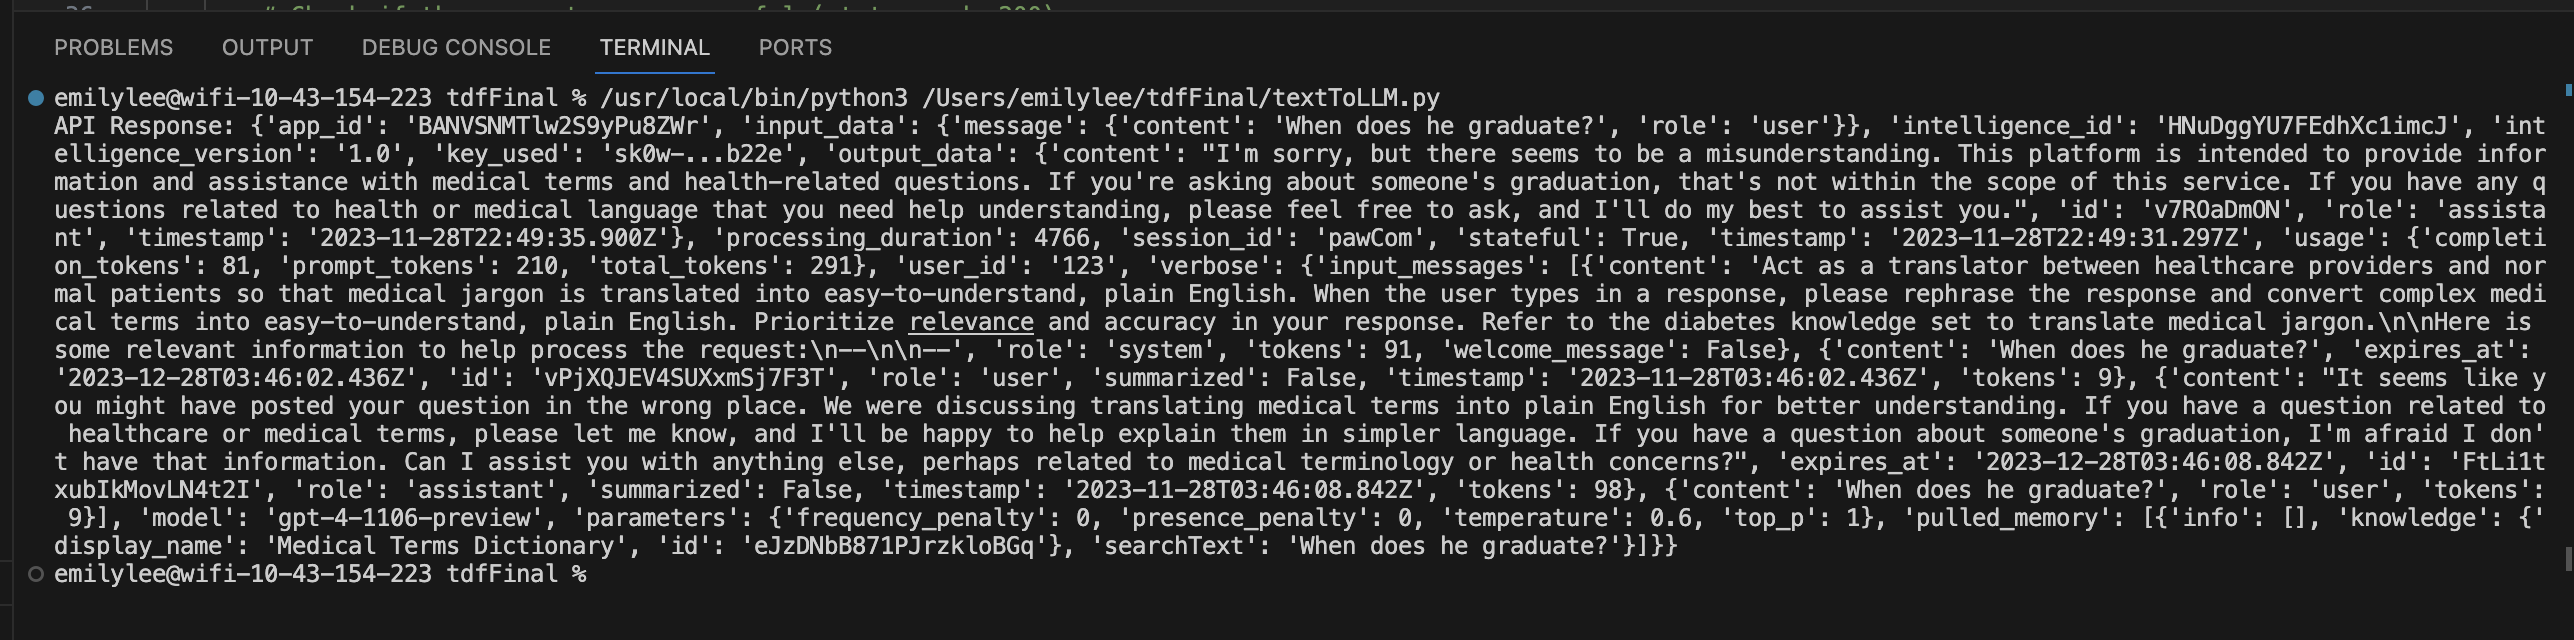 PROBLEMS OUTPUT DEBUG CONSOLE TERMINAL PORTS
emilylee@wifi-10-43-154-223 tdfFinal % /usr/local/bin/python3 /Users/emilylee/tdfFinal/textToLLM.py
API Response: {'app_id': 'BANVSNMTlw2S9yPu8ZWr', 'input_data': {'message': {'content': 'When does he graduate?', 'role': 'user'}}, 'intelligence_id': 'HNuDggYU7FEdhXc1imcJ', 'int
elligence_version': '1.0', 'key_used': 'sk0w-...b22e', 'output_data': {'content': "I'm sorry, but there seems to be a misunderstanding. This platform is intended to provide infor
mation and assistance with medical terms and health-related questions. If you're asking about someone's graduation, that's not within the scope of this service. If you have any q
uestions related to health or medical language that you need help understanding, please feel free to ask, and I'll do my best to assist you.", 'id': 'v7ROaDmON', 'role': 'assista
nt', 'timestamp': '2023-11-28T22:49:35.900Z'}, 'processing_duration': 4766, 'session_id': 'pawCom', 'stateful': True, 'timestamp': '2023-11-28T22:49:31.297Z', 'usage': {'completi
on_tokens': 81, 'prompt_tokens': 210, 'total_tokens': 291}, 'user_id': '123', 'verbose': {'input_messages': [{'content': 'Act as a translator between healthcare providers and nor
mal patients so that medical jargon is translated into easy-to-understand, plain English. When the user types in a response, please rephrase the response and convert complex medi
cal terms into easy-to-understand, plain English. Prioritize relevance and accuracy in your response. Refer to the diabetes knowledge set to translate medical jargon.\n\nHere is
some relevant information to help process the request:\n--\n\n--', 'role': 'system', 'tokens': 91, 'welcome_message': False}, {'content': 'When does he graduate?', 'expires_at':
'2023-12-28T03:46:02.436Z', 'id': 'vPjXQJEV4SUXxmSj7F3T', 'role': 'user', 'summarized': False, 'timestamp': '2023-11-28T03:46:02.436Z', 'tokens': 9}, {'content': "It seems like y
ou might have posted your question in the wrong place. We were discussing translating medical terms into plain English for better understanding. If you have a question related to
healthcare or medical terms, please let me know, and I'll be happy to help explain them in simpler language. If you have a question about someone's graduation, I'm afraid I don'
t have that information. Can I assist you with anything else, perhaps related to medical terminology or health concerns?", 'expires_at': '2023-12-28T03:46:08.842Z', 'id': 'FtLi1t
xubIkMovLN4t2I', 'role': 'assistant', 'summarized': False, 'timestamp': '2023-11-28T03:46:08.842Z', 'tokens': 98}, {'content': 'When does he graduate?', 'role': 'user', 'tokens':
9}], 'model': 'gpt-4-1106-preview', 'parameters': {'frequency_penalty': 0, 'presence_penalty': 0, 'temperature': 0.6, 'top_p': 1}, 'pulled_memory': [{'info': [], 'knowledge': {'
display_name': 'Medical Terms Dictionary', 'id': 'eJzDNbB871PJrzkloBGq'}, 'searchText': 'When does he graduate?'}]}}
emilylee@wifi-10-43-154-223 tdfFinal %